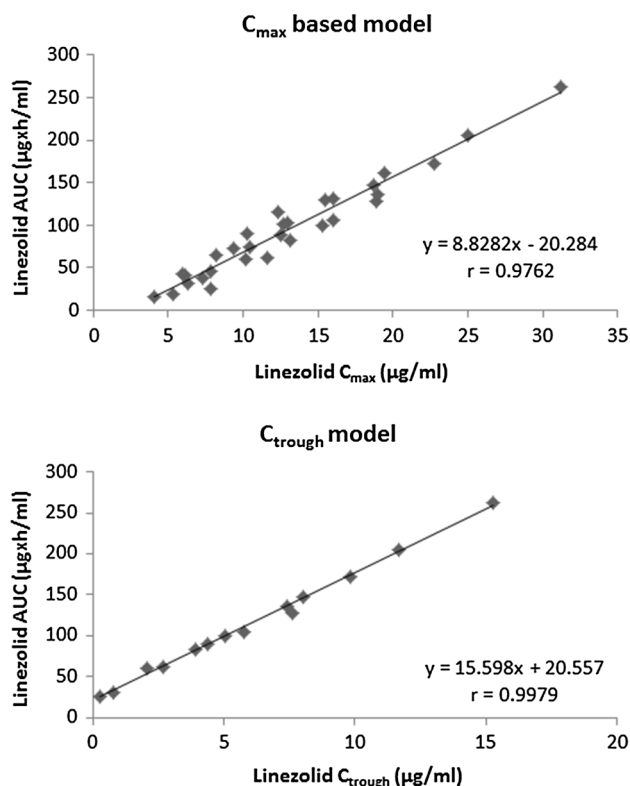 Cmax based model
Linezolid AUC (µgxh/ml)
300
250
200
150
100
50
0
y = 8.8282x - 20.284
r = 0.9762
0 5 10 15 20 25 30 35
Linezolid Cmax (µg/ml)
Ctrough model
Linezolid AUC (µgxh/ml)
300
250
200
150
100
50
0
y = 15.598x + 20.557
r = 0.9979
0 5 10 15 20
Linezolid Ctrough (µg/ml)